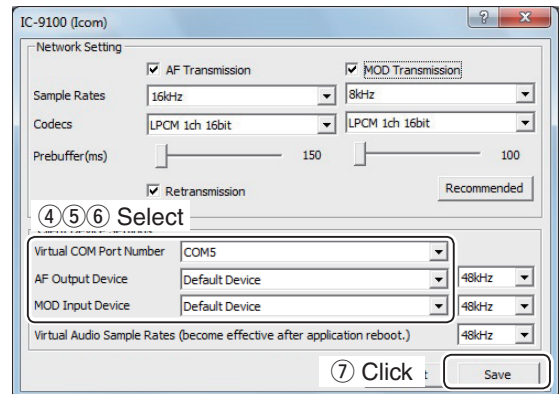 IC-9100 (Icom)
Network Setting
AF Transmission MOD Transmission
Sample Rates 16kHz 8kHz
Codecs LPCM 1ch 16bit LPCM 1ch 16bit
Prebuffer(ms) 150 100
Retransmission Recommended
④⑤⑥ Select
Virtual COM Port Number COM5
AF Output Device Default Device 48kHz
MOD Input Device Default Device 48kHz
Virtual Audio Sample Rates (become effective after application reboot.) 48kHz
⑦ Click Save